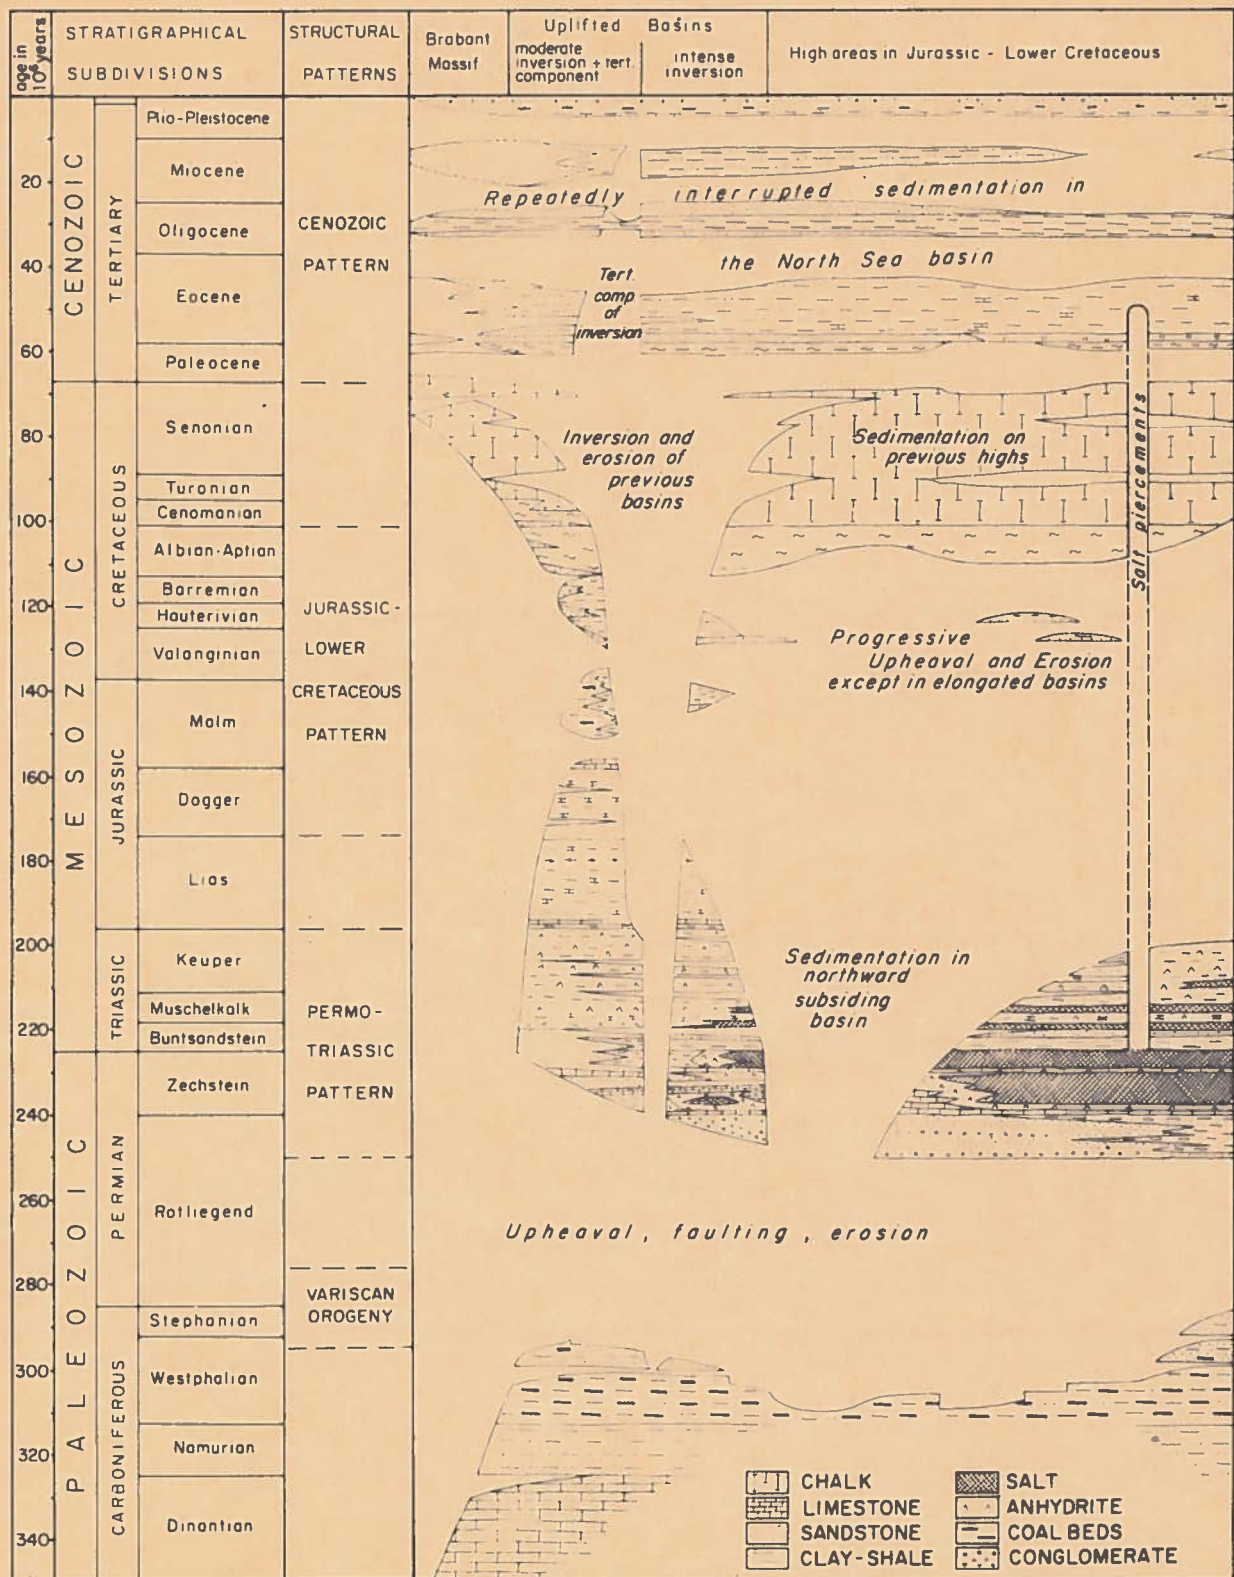 age in
10⁶ years
STRATIGRAPHICAL
SUBDIVISIONS
STRUCTURAL
PATTERNS
Brabant
Massif
Uplifted Basins
moderate
inversion + tert.
component
intense
inversion
High areas in Jurassic - Lower Cretaceous
20
40
60
80
100
120
140
160
180
200
220
240
260
280
300
320
340
CENOZOIC
MESOZOIC
PALEOZOIC
TERTIARY
CRETACEOUS
JURASSIC
TRIASSIC
PERMIAN
CARBONIFEROUS
Plio-Pleistocene
Miocene
Oligocene
Eocene
Paleocene
Senonian
Turonian
Cenomanian
Albian-Aptian
Barremian
Hauterivian
Valanginian
Malm
Dogger
Lias
Keuper
Muschelkalk
Buntsandstein
Zechstein
Rotliegend
Stephanian
Westphalian
Namurian
Dinantian
CENOZOIC
PATTERN
JURASSIC-
LOWER
CRETACEOUS
PATTERN
PERMO-
TRIASSIC
PATTERN
VARISCAN
OROGENY
Repeatedly interrupted sedimentation in
the North Sea basin
Tert.
comp.
of
inversion
Inversion and
erosion of
previous
basins
Sedimentation on
previous highs
Salt piercements
Progressive
Upheaval and Erosion
except in elongated basins
Sedimentation in
northward
subsiding
basin
Upheaval, faulting, erosion
CHALK
LIMESTONE
SANDSTONE
CLAY-SHALE
SALT
ANHYDRITE
COAL BEDS
CONGLOMERATE